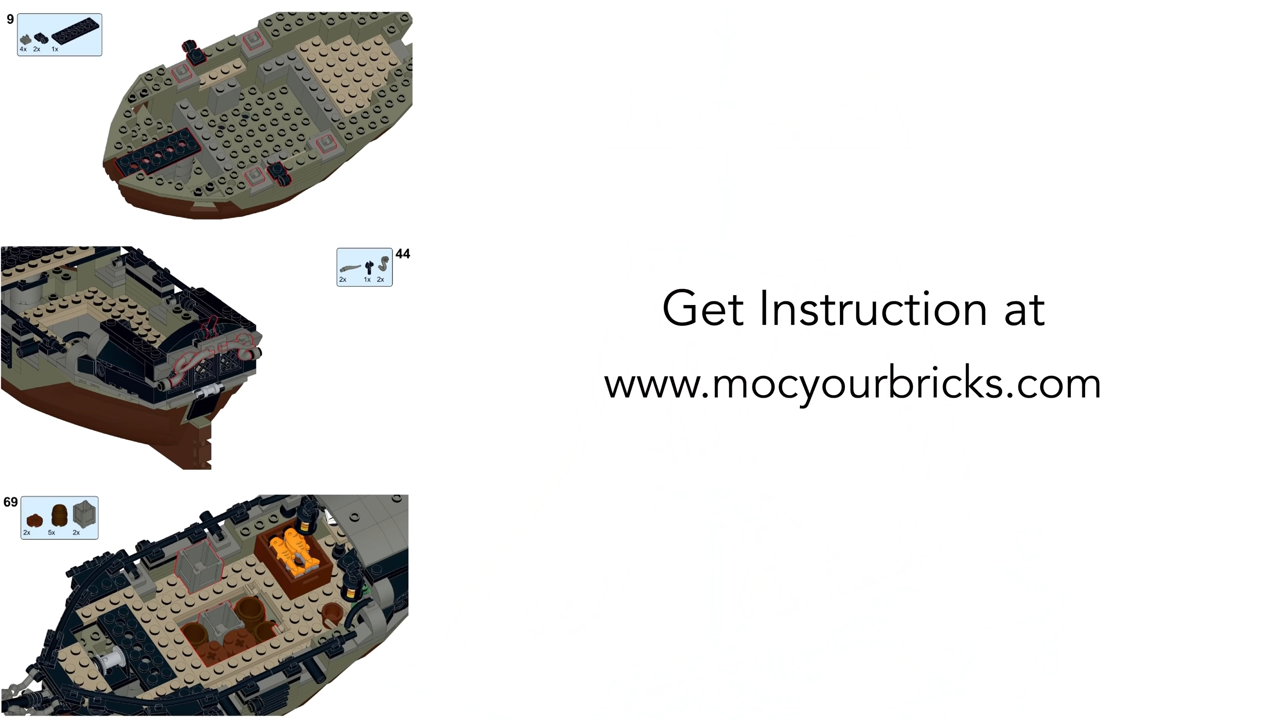 9
4x 2x 1x
44
2x 1x 2x
69
2x 5x 2x
Get Instruction at
www.mocyourbricks.com